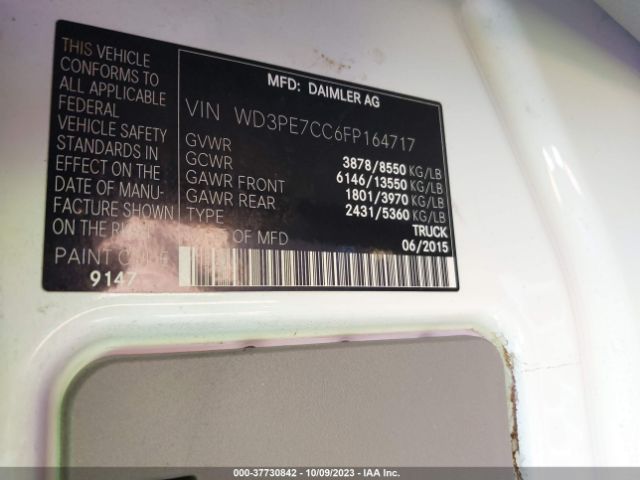 THIS VEHICLE
CONFORMS TO
ALL APPLICABLE
FEDERAL
VEHICLE SAFETY
STANDARDS IN
EFFECT ON THE
DATE OF MANU-
FACTURE SHOWN
ON THE
PAINT
9147
MFD: DAIMLER AG
VIN WD3PE7CC6FP164717
GVWR 3878/8550 KG/LB
GCWR 6146/13550 KG/LB
GAWR FRONT 1801/3970 KG/LB
GAWR REAR 2431/5360 KG/LB
TYPE TRUCK
OF MFD 06/2015
000-37730842 - 10/09/2023 - IAA Inc.